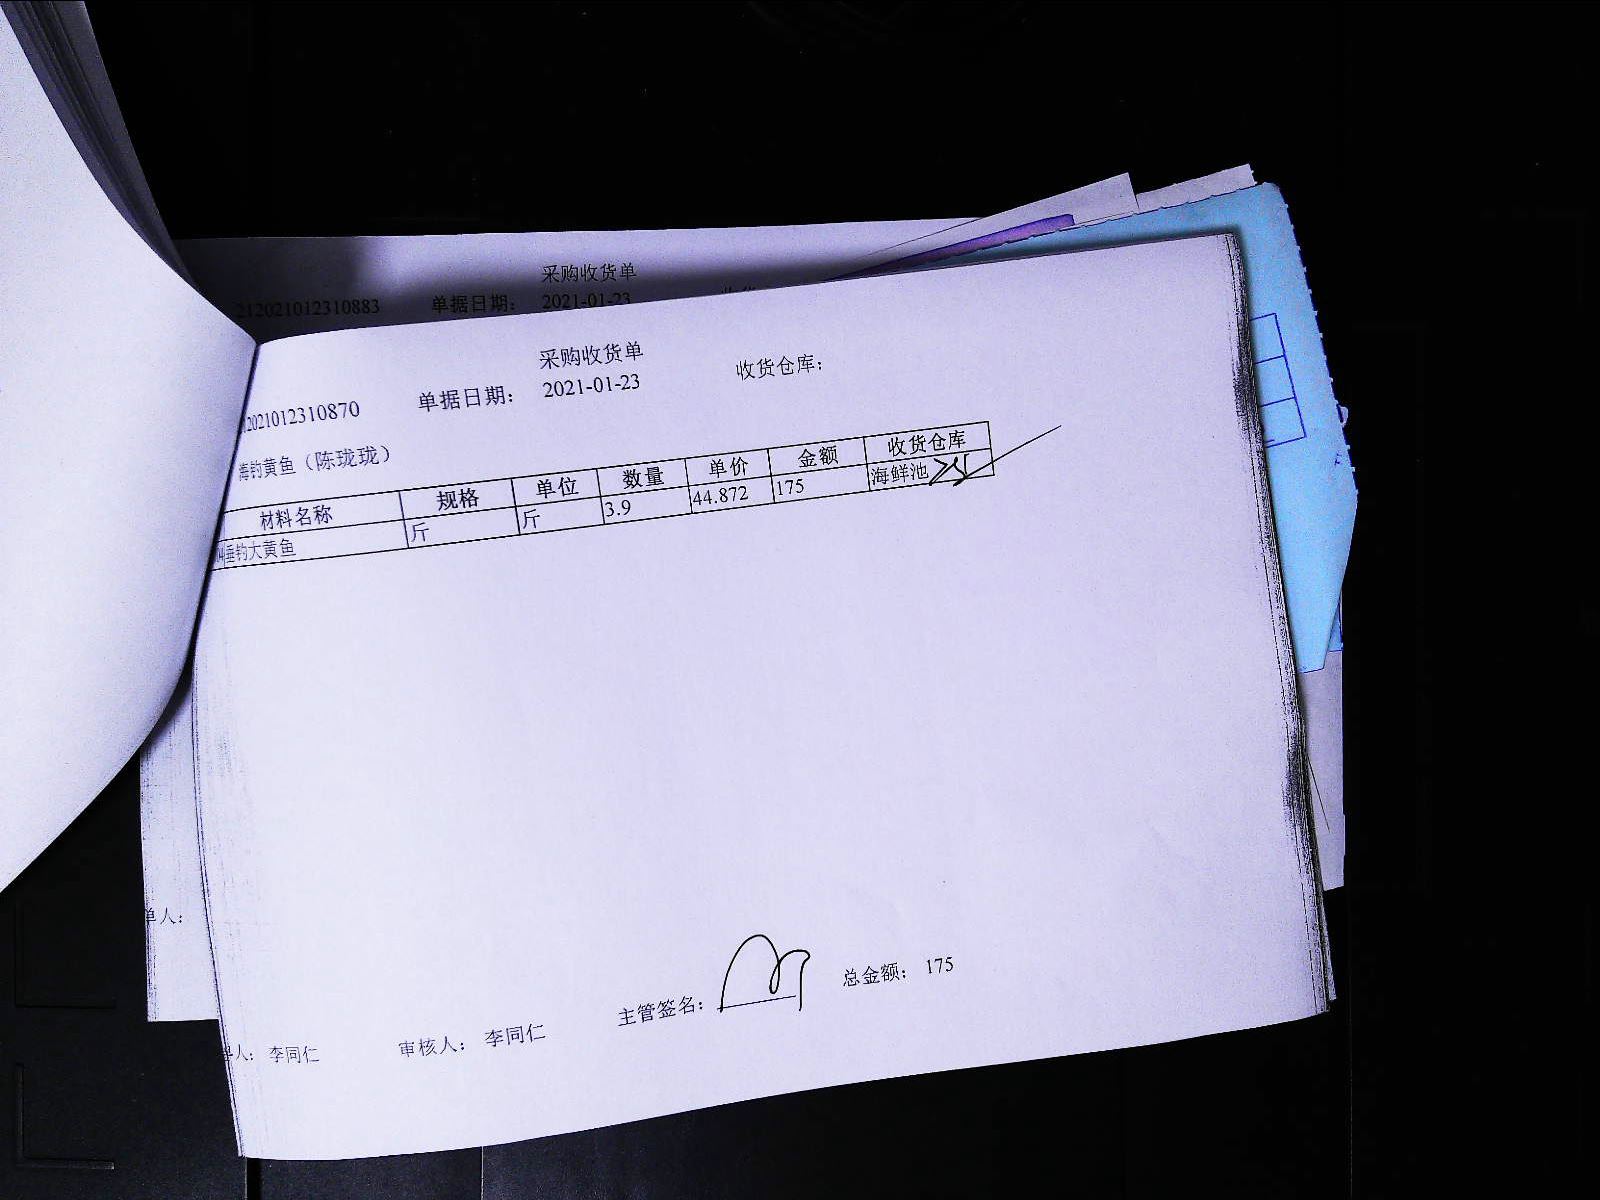 采购收货单
212021012310883 单据日期: 2021-01-23
采购收货单
2021012310870 单据日期: 2021-01-23 收货仓库:
海钓黄鱼（陈珑珑）
材料名称 规格 单位 数量 单价 金额 收货仓库
垂钓大黄鱼 斤 斤 3.9 44.872 175 海鲜池
单人:
主管签名: 总金额: 175
人: 李同仁 审核人: 李同仁